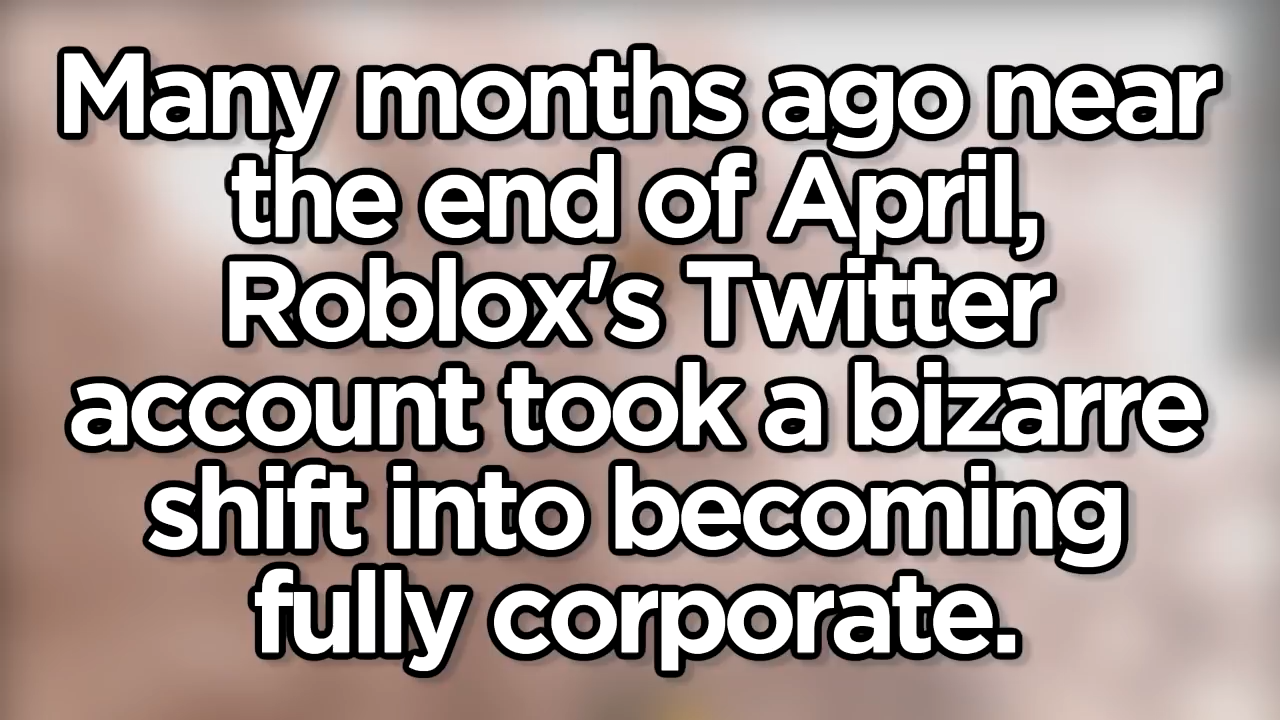 Many months ago near
the end of April,
Roblox's Twitter
account took a bizarre
shift into becoming
fully corporate.